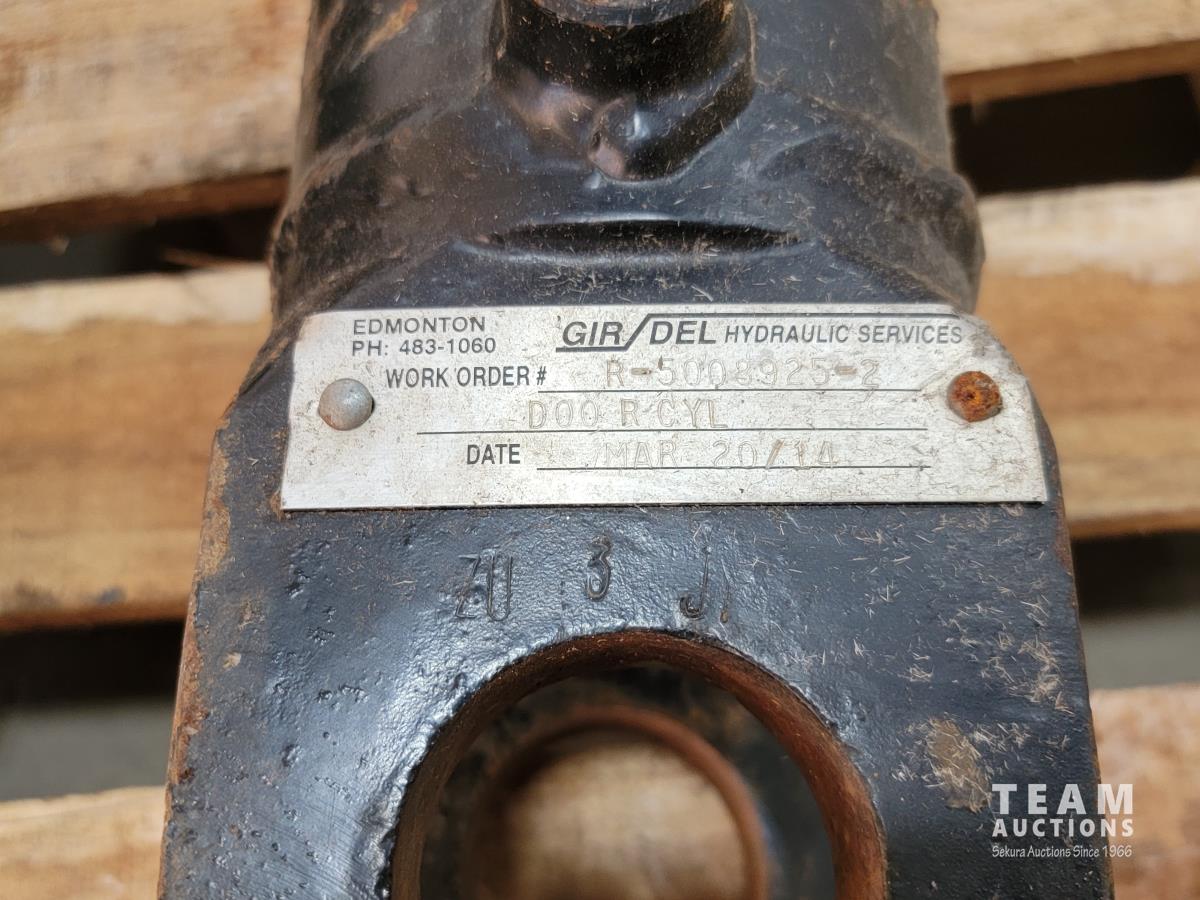 EDMONTON
PH: 483-1060
GIR/DEL HYDRAULIC SERVICES
WORK ORDER # R-5008925-2
DOO R CYL
DATE MAR 20/14
3
TEAM
AUCTIONS
Sekura Auctions Since 1966